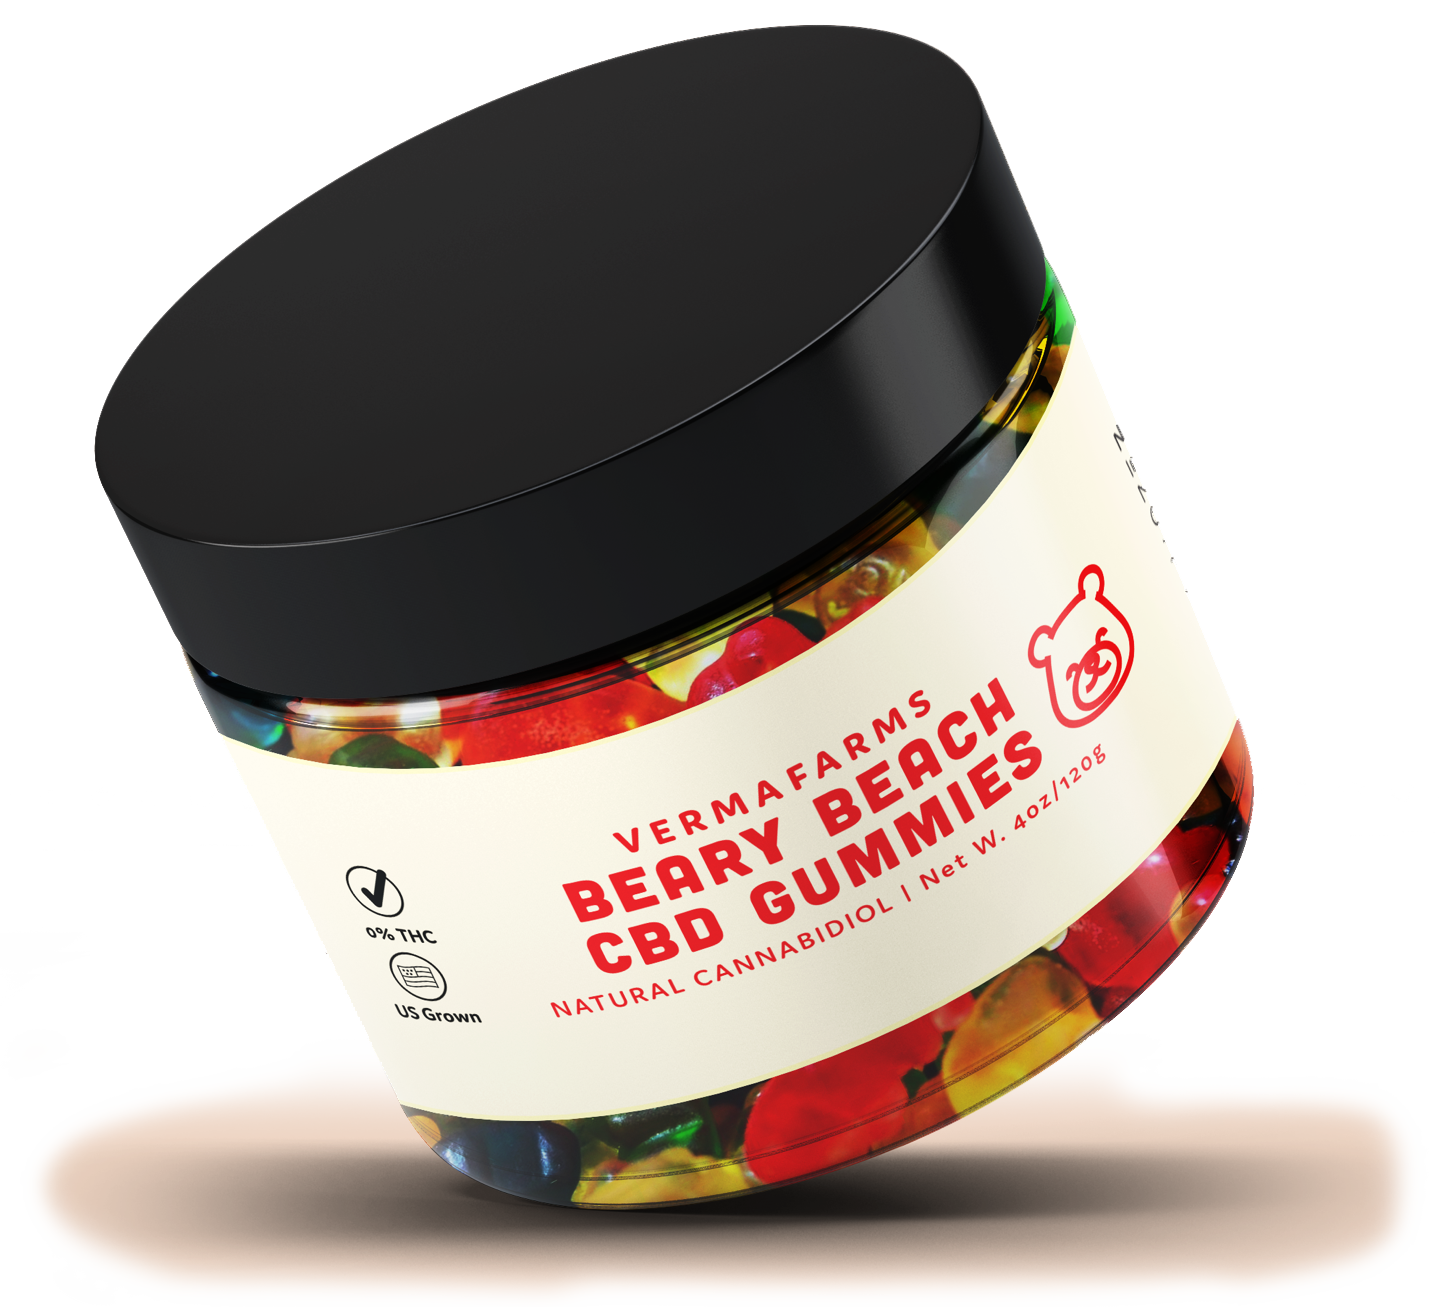 VERMAFARMS
BEARY BEACH
CBD GUMMIES
NATURAL CANNABIDIOL | Net W. 4oz/120g
0% THC
US Grown